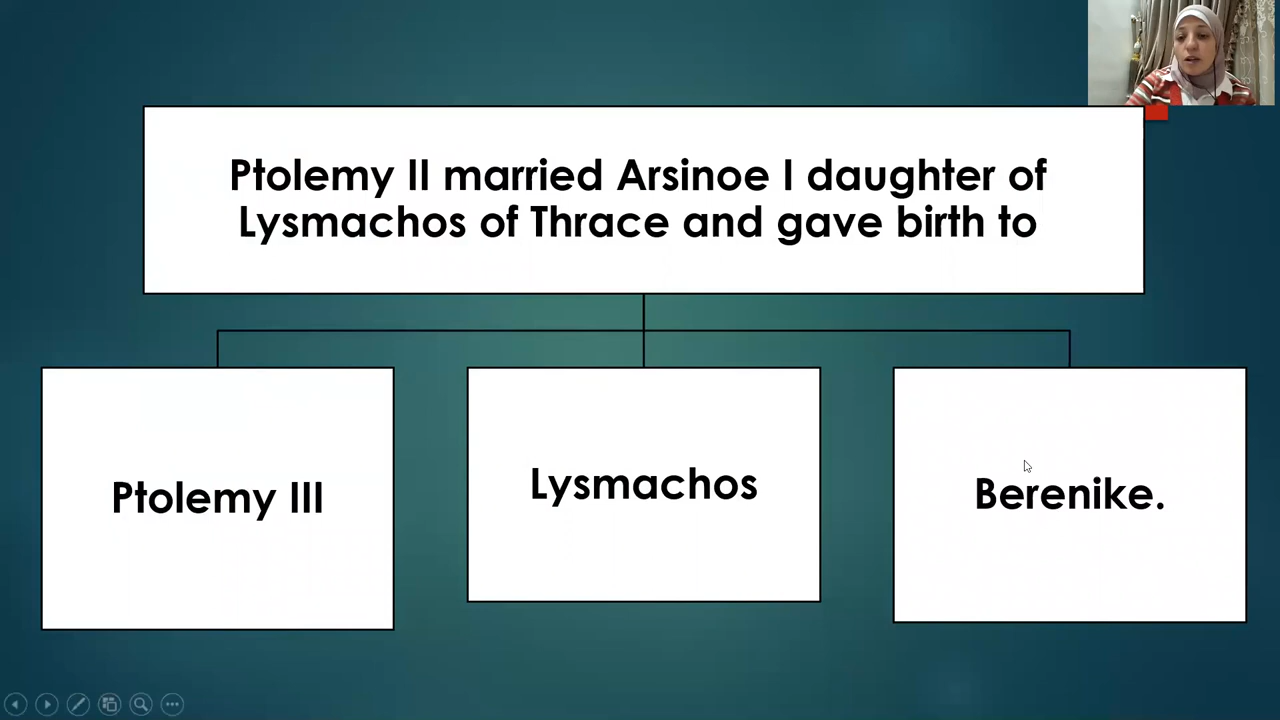 Ptolemy II married Arsinoe I daughter of
Lysmachos of Thrace and gave birth to
Ptolemy III
Lysmachos
Berenike.